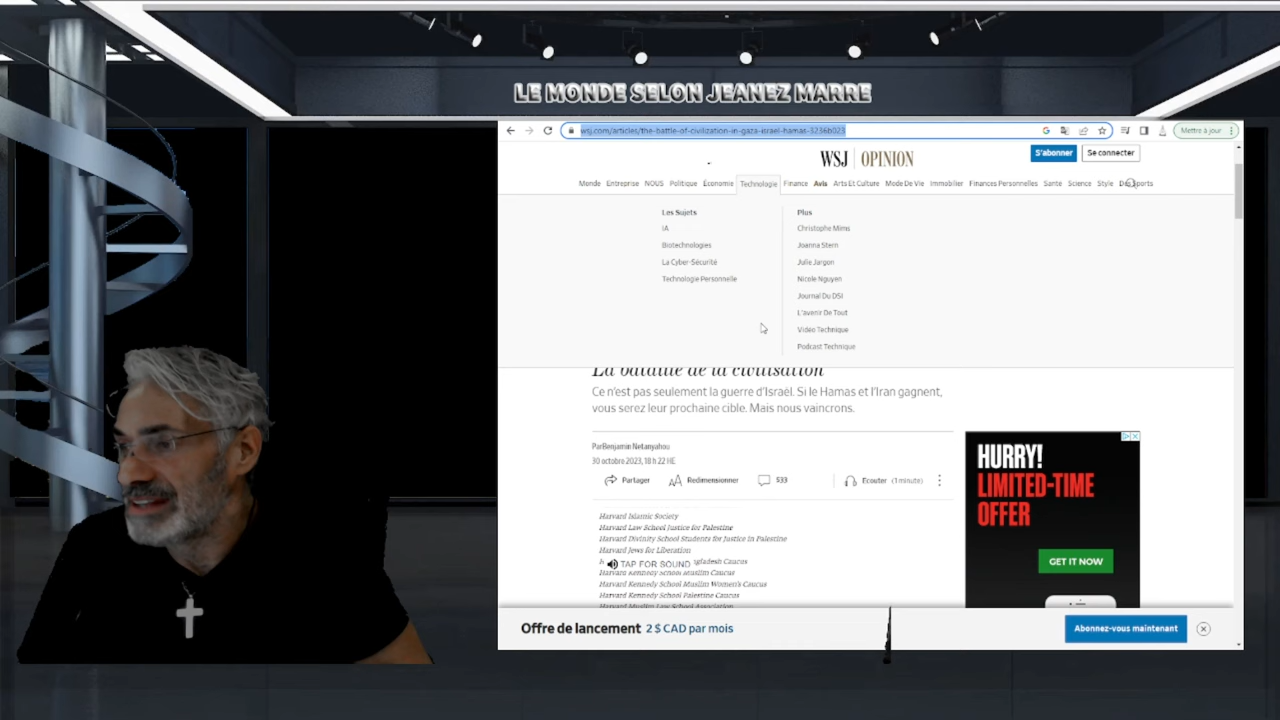 LE MONDE SELON JEANEZ MARRE
wsj.com/articles/the-battle-of-civilization-in-gaza-israel-hamas-3236b023
Mettre à jour
WSJ | OPINION
S'abonner
Se connecter
Monde Entreprise NOUS Politique Économie Technologie Finance Avis Arts Et Culture Mode De Vie Immobilier Finances Personnelles Santé Science Style Des Sports
Les Sujets
IA
Biotechnologies
La Cyber-Sécurité
Technologie Personnelle
Plus
Christophe Mims
Joanna Stern
Julie Jargon
Nicole Nguyen
Journal Du DSI
L'avenir De Tout
Vidéo Technique
Podcast Technique
La bataille de la civilisation
Ce n'est pas seulement la guerre d'Israël. Si le Hamas et l'Iran gagnent,
vous serez leur prochaine cible. Mais nous vaincrons.
ParBenjamin Netanyahou
30 octobre 2023, 18 h 22 HE
Partager
AA Redimensionner
533
Écouter (1 minute)
Harvard Islamic Society
Harvard Law School Justice for Palestine
Harvard Divinity School Students for Justice in Palestine
Harvard Jews for Liberation
TAP FOR SOUND
Caucus
Harvard Kennedy School Muslim Caucus
Harvard Kennedy School Muslim Women's Caucus
Harvard Kennedy School Palestine Caucus
Harvard Muslim Law School Association
HURRY!
LIMITED-TIME
OFFER
GET IT NOW
Offre de lancement 2 $ CAD par mois
Abonnez-vous maintenant